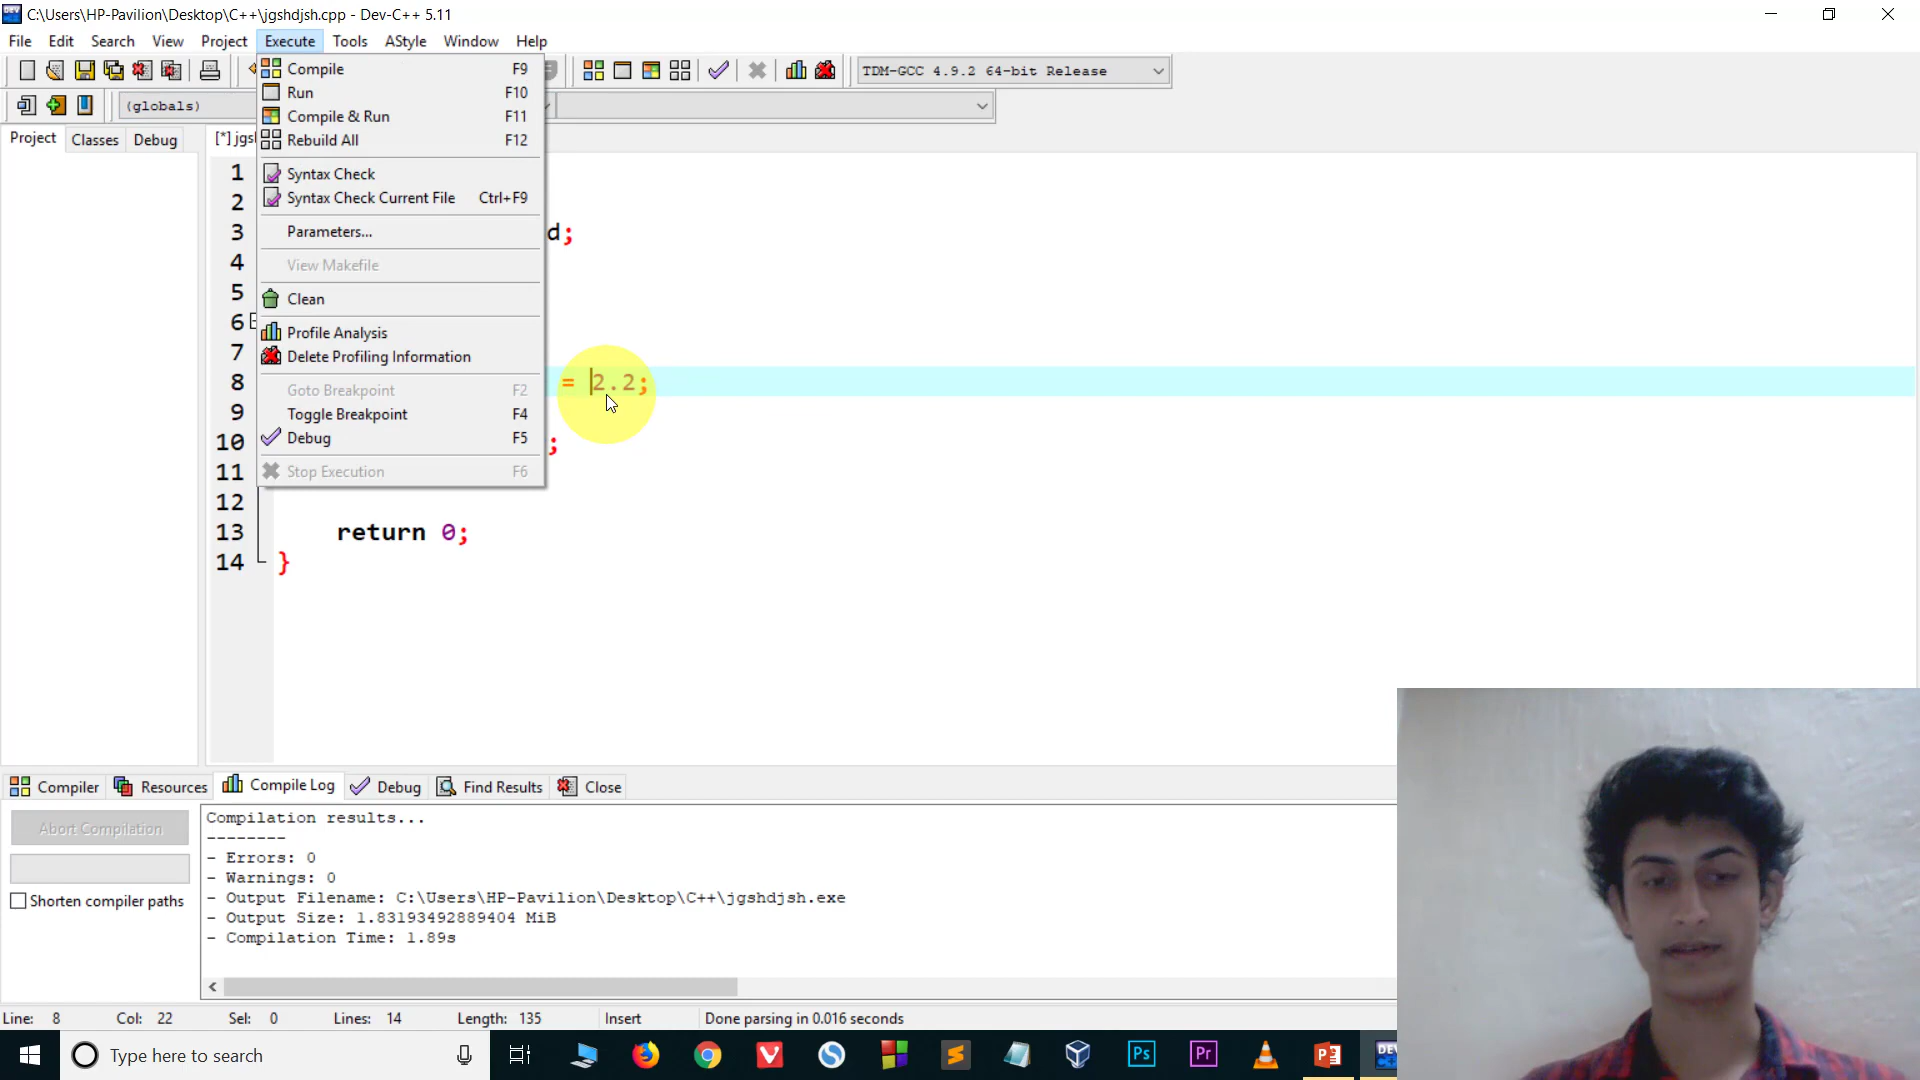 C:\Users\HP-Pavilion\Desktop\C++\jgshdjsh.cpp - Dev-C++ 5.11
File Edit Search View Project Execute Tools AStyle Window Help
TDM-GCC 4.9.2 64-bit Release
(globals)
Project Classes Debug
Compile F9
Run F10
Compile & Run F11
Rebuild All F12
Syntax Check
Syntax Check Current File Ctrl+F9
Parameters...
View Makefile
Clean
Profile Analysis
Delete Profiling Information
Goto Breakpoint F2
Toggle Breakpoint F4
Debug F5
Stop Execution F6
[*] jgs
1
2
3 d;
4
5
6
7
8 = 2.2;
9
10 ;
11
12
13 return 0;
14 }
Compiler Resources Compile Log Debug Find Results Close
Abort Compilation
Shorten compiler paths
Compilation results...
--------
- Errors: 0
- Warnings: 0
- Output Filename: C:\Users\HP-Pavilion\Desktop\C++\jgshdjsh.exe
- Output Size: 1.83193492889404 MiB
- Compilation Time: 1.89s
Line: 8 Col: 22 Sel: 0 Lines: 14 Length: 135 Insert Done parsing in 0.016 seconds
Type here to search
Ps
Pr
DEV